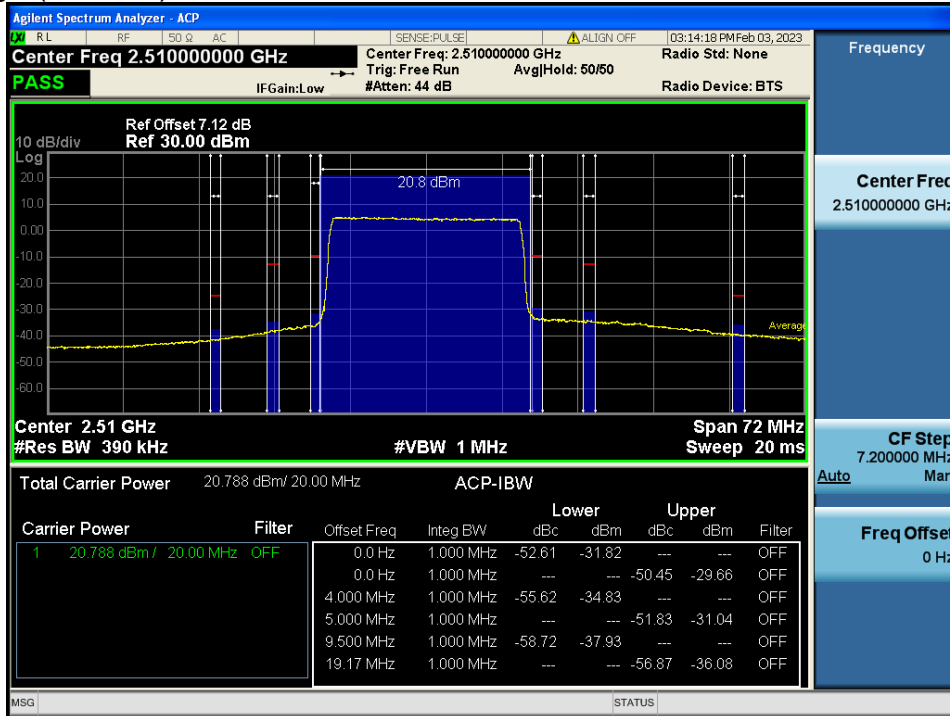 Agilent Spectrum Analyzer - ACP
LXI RL RF 50 Ω AC SENSE:PULSE ALIGN OFF 03:14:18 PM Feb 03, 2023
Center Freq 2.510000000 GHz Center Freq: 2.510000000 GHz Radio Std: None
Trig: Free Run Avg|Hold: 50/50
PASS IFGain:Low #Atten: 44 dB Radio Device: BTS
Frequency
Ref Offset 7.12 dB
10 dB/div Ref 30.00 dBm
Log
20.0
10.0
0.00
-10.0
-20.0
-30.0
-40.0
-50.0
-60.0
20.8 dBm
Average
Center 2.51 GHz Span 72 MHz
#Res BW 390 kHz #VBW 1 MHz Sweep 20 ms
Center Freq
2.510000000 GHz
CF Step
7.200000 MHz
Auto Man
Freq Offset
0 Hz
Total Carrier Power 20.788 dBm/ 20.00 MHz ACP-IBW
Lower Upper
Carrier Power Filter Offset Freq Integ BW dBc dBm dBc dBm Filter
1 20.788 dBm / 20.00 MHz OFF 0.0 Hz 1.000 MHz -52.61 -31.82 --- --- OFF
0.0 Hz 1.000 MHz --- --- -50.45 -29.66 OFF
4.000 MHz 1.000 MHz -55.62 -34.83 --- --- OFF
5.000 MHz 1.000 MHz --- --- -51.83 -31.04 OFF
9.500 MHz 1.000 MHz -58.72 -37.93 --- --- OFF
19.17 MHz 1.000 MHz --- --- -56.87 -36.08 OFF
MSG STATUS